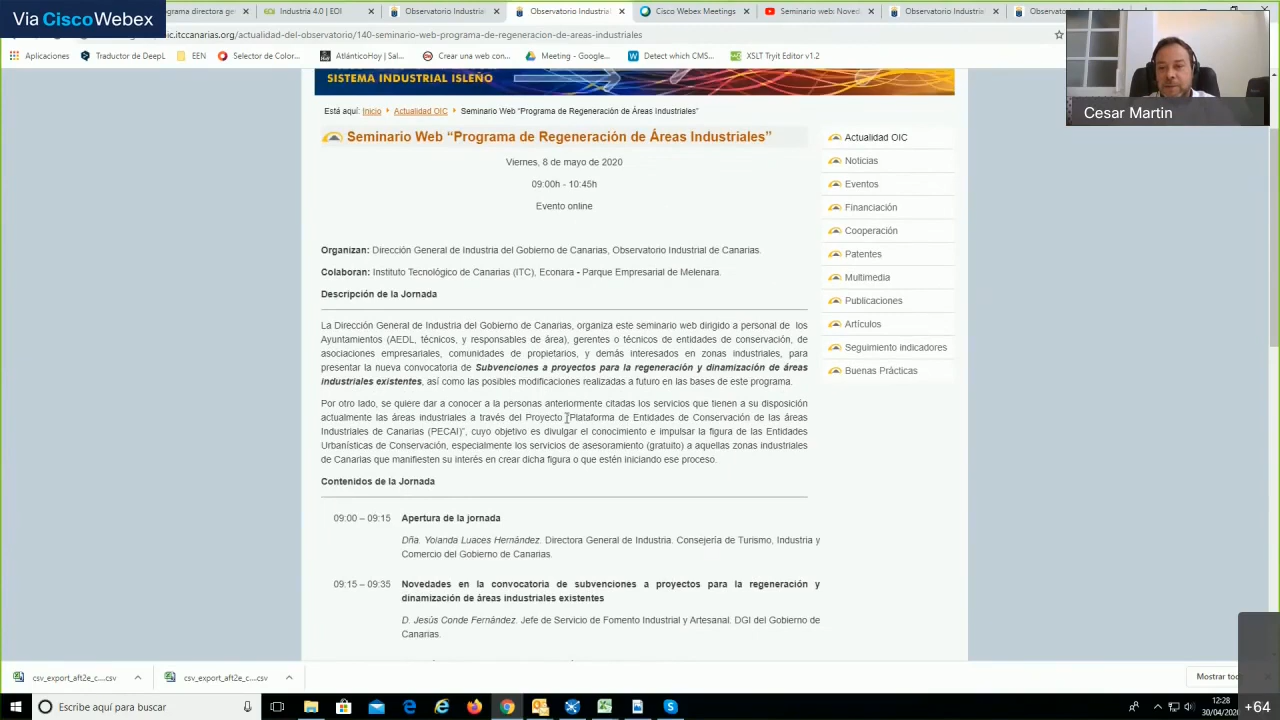 Via CiscoWebex
programa directora ge
Industria 4.0 | EOI
Observatorio Industrial
Observatorio Industrial
Cisco Webex Meetings
Seminario web: Noved
Observatorio Industrial
Observatorio
ic.itccanarias.org/actualidad-del-observatorio/140-seminario-web-programa-de-regeneracion-de-areas-industriales
Aplicaciones
Traductor de DeepL
EEN
Selector de Color...
AtlánticoHoy | Sal...
Crear una web con...
Meeting - Google...
Detect which CMS...
XSLT Tryit Editor v1.2
Cesar Martin
SISTEMA INDUSTRIAL ISLEÑO
Está aquí: Inicio Actualidad OIC Seminario Web "Programa de Regeneración de Áreas Industriales"
Seminario Web “Programa de Regeneración de Áreas Industriales”
Viernes, 8 de mayo de 2020
09:00h - 10:45h
Evento online
Organizan: Dirección General de Industria del Gobierno de Canarias, Observatorio Industrial de Canarias.
Colaboran: Instituto Tecnológico de Canarias (ITC), Econara - Parque Empresarial de Melenara.
Descripción de la Jornada
La Dirección General de Industria del Gobierno de Canarias, organiza este seminario web dirigido a personal de los
Ayuntamientos (AEDL, técnicos, y responsables de área), gerentes o técnicos de entidades de conservación, de
asociaciones empresariales, comunidades de propietarios, y demás interesados en zonas industriales, para
presentar la nueva convocatoria de Subvenciones a proyectos para la regeneración y dinamización de áreas
industriales existentes, así como las posibles modificaciones realizadas a futuro en las bases de este programa.
Por otro lado, se quiere dar a conocer a la personas anteriormente citadas los servicios que tienen a su disposición
actualmente las áreas industriales a través del Proyecto “Plataforma de Entidades de Conservación de las áreas
Industriales de Canarias (PECAI)”, cuyo objetivo es divulgar el conocimiento e impulsar la figura de las Entidades
Urbanísticas de Conservación, especialmente los servicios de asesoramiento (gratuito) a aquellas zonas industriales
de Canarias que manifiesten su interés en crear dicha figura o que estén iniciando ese proceso.
Contenidos de la Jornada
09:00 – 09:15 Apertura de la jornada
Dña. Yolanda Luaces Hernández. Directora General de Industria. Consejería de Turismo, Industria y
Comercio del Gobierno de Canarias.
09:15 – 09:35 Novedades en la convocatoria de subvenciones a proyectos para la regeneración y
dinamización de áreas industriales existentes
D. Jesús Conde Fernández. Jefe de Servicio de Fomento Industrial y Artesanal. DGI del Gobierno de
Canarias.
Actualidad OIC
Noticias
Eventos
Financiación
Cooperación
Patentes
Multimedia
Publicaciones
Artículos
Seguimiento indicadores
Buenas Prácticas
csv_export_aft2e_c....csv
csv_export_aft2e_c....csv
Mostrar tod
Escribe aquí para buscar
12:28
30/04/2020
+64